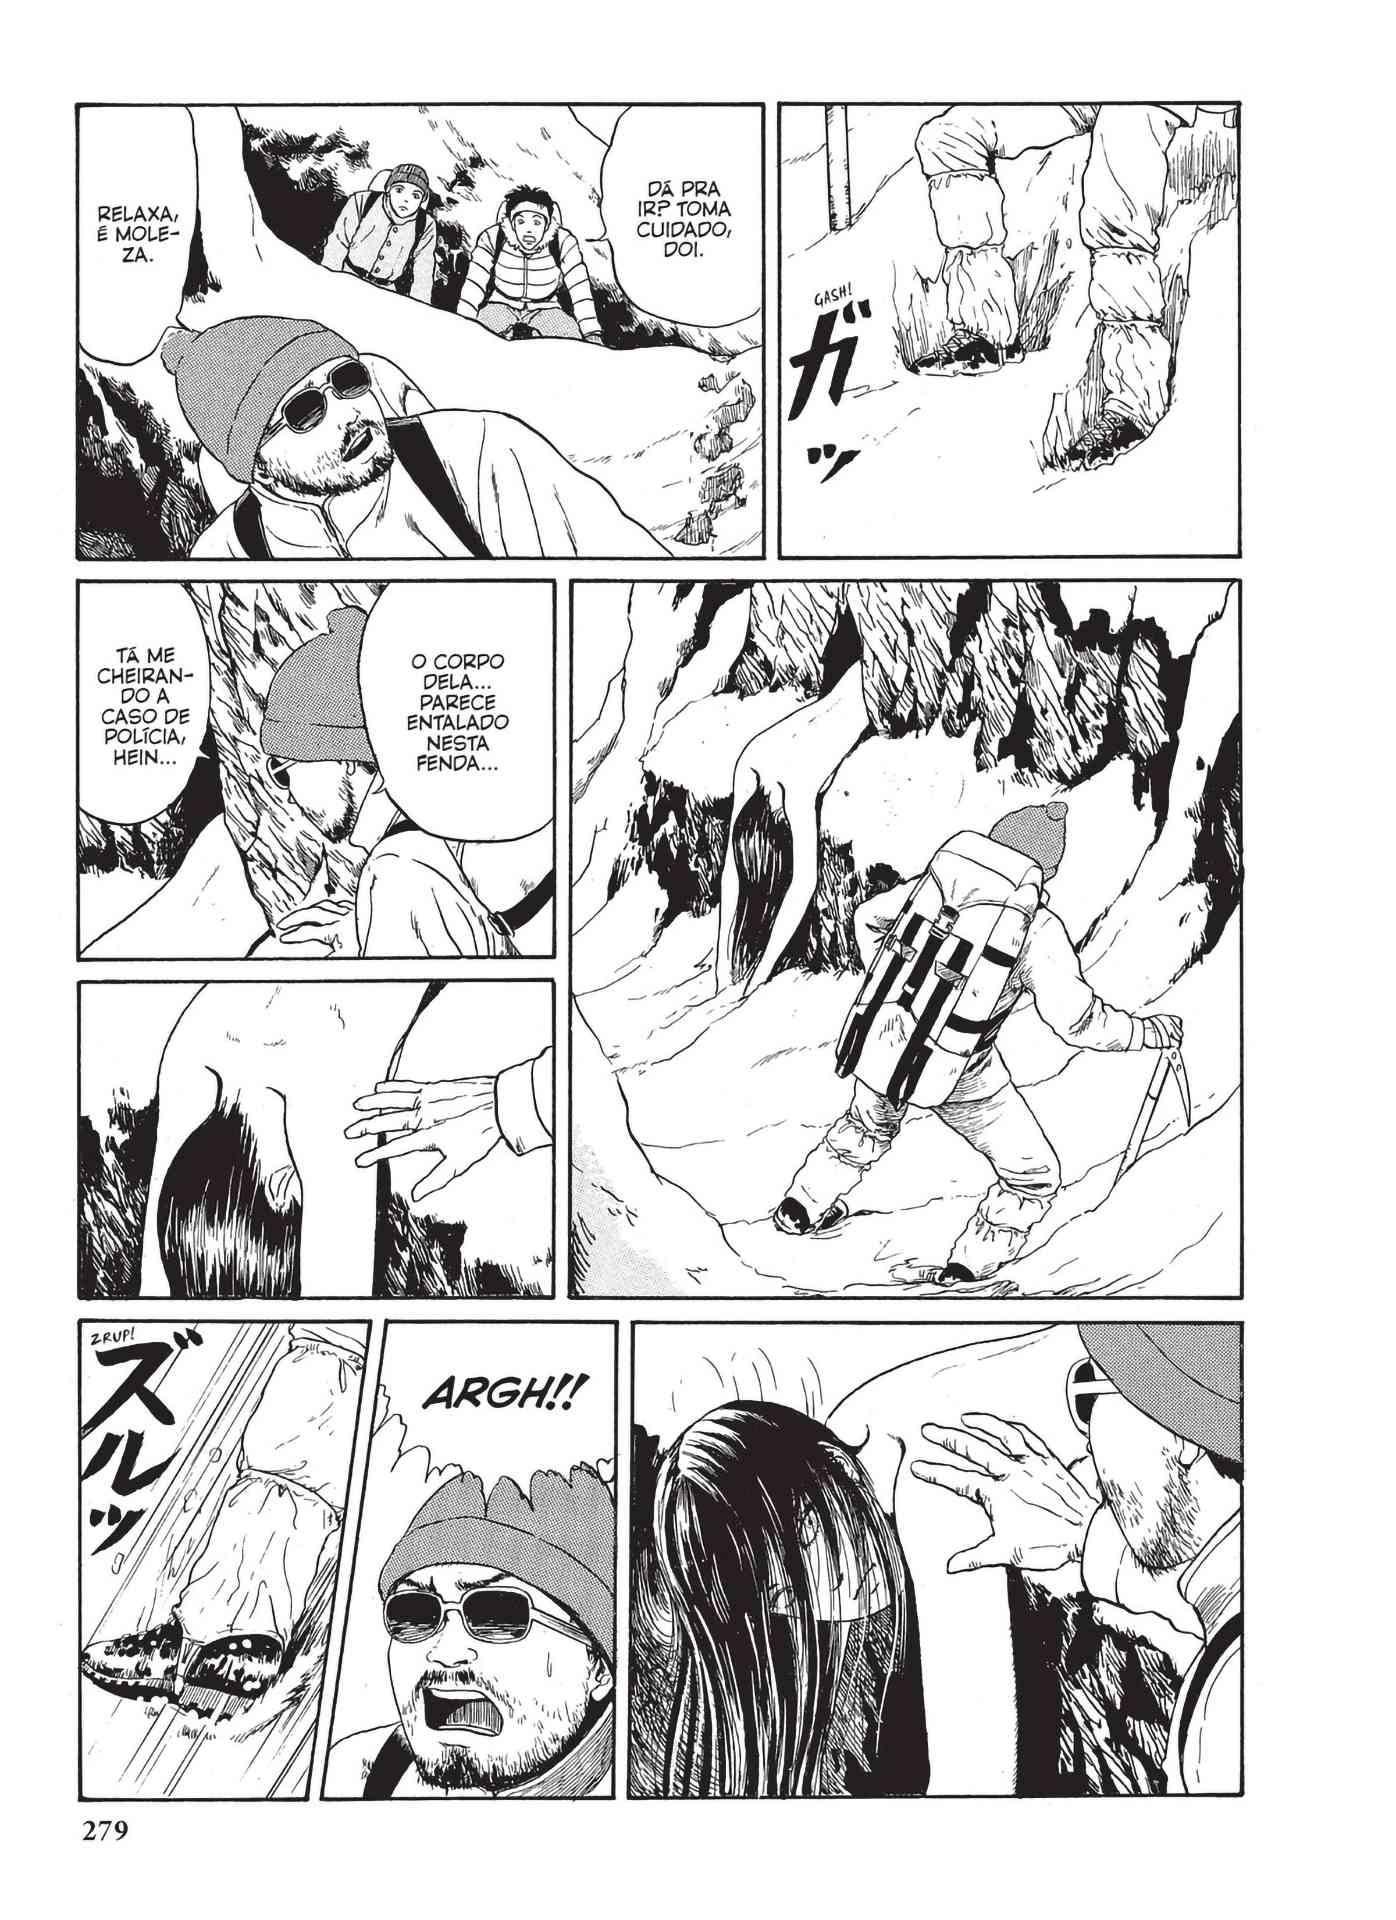 GASH!
ガッ
DÁ PRA
IR? TOMA
CUIDADO,
DOI.
RELAXA,
É MOLE-
ZA.
O CORPO
DELA...
PARECE
ENTALADO
NESTA
FENDA...
TÁ ME
CHEIRAN-
DO A
CASO DE
POLÍCIA,
HEIN...
ARGH!!
ZRUP!
ズルッ
279